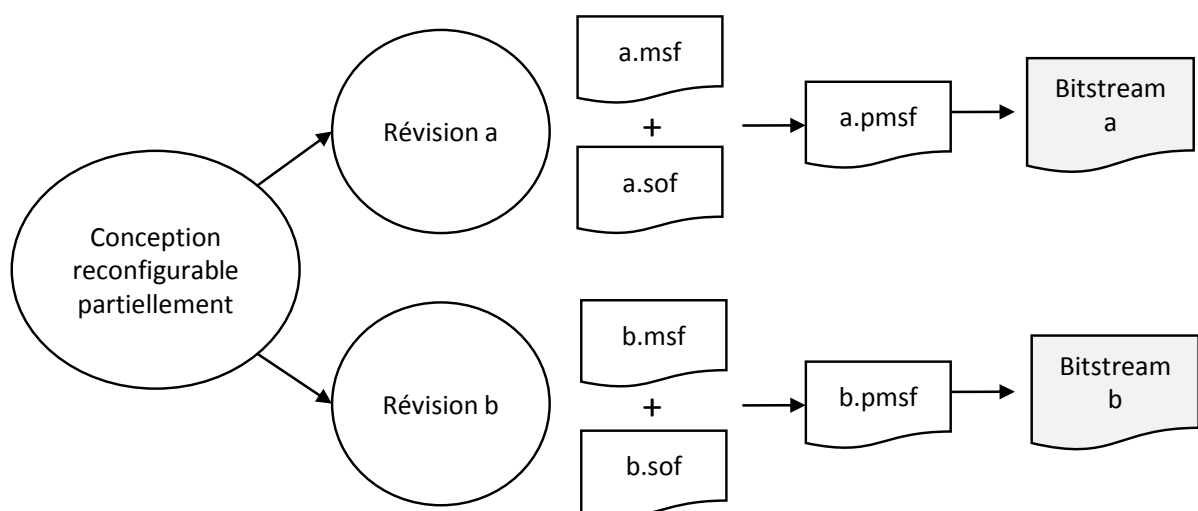 Conception
reconfigurable
partiellement
Révision a
a.msf
+
a.sof
a.pmsf
Bitstream
a
Révision b
b.msf
+
b.sof
b.pmsf
Bitstream
b